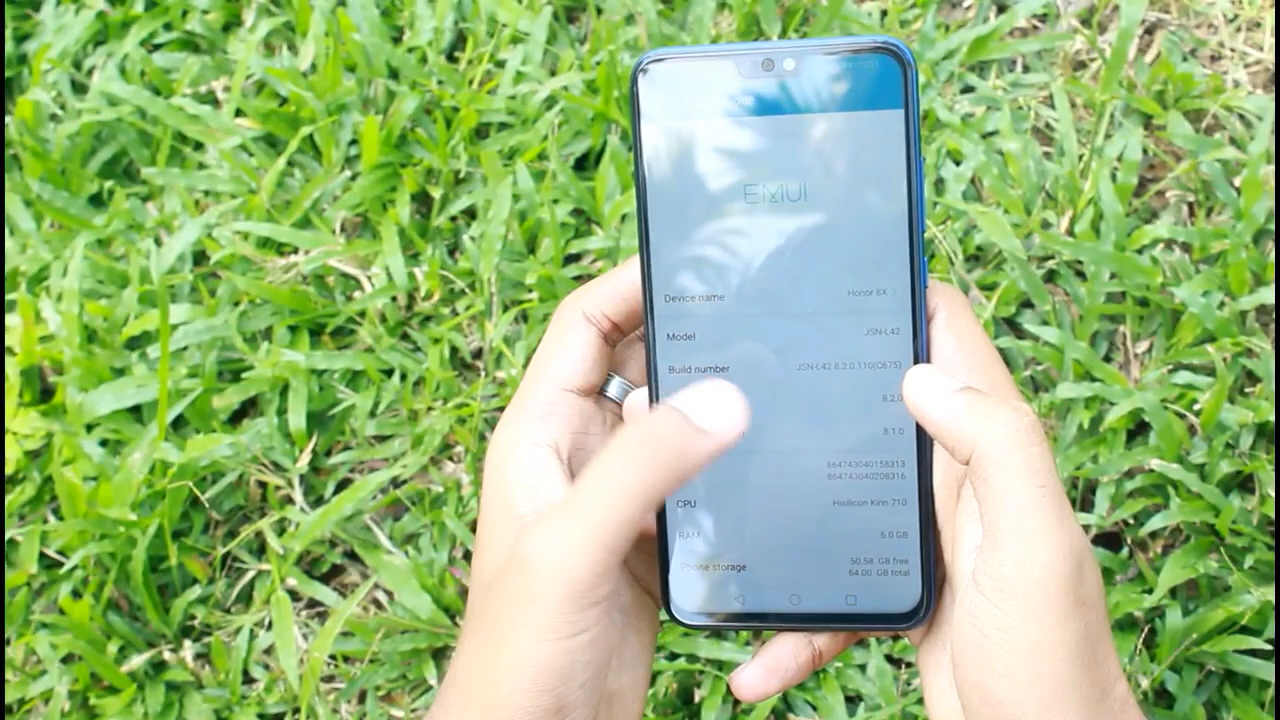 EMUI
Device name Honor 8X
Model JSN-L42
Build number JSN-L42 8.2.0.110(C675)
8.2.0
8.1.0
864743040158313
864743040208316
CPU Hisilicon Kirin 710
RAM 6.0 GB
Phone storage 50.58 GB free
64.00 GB total